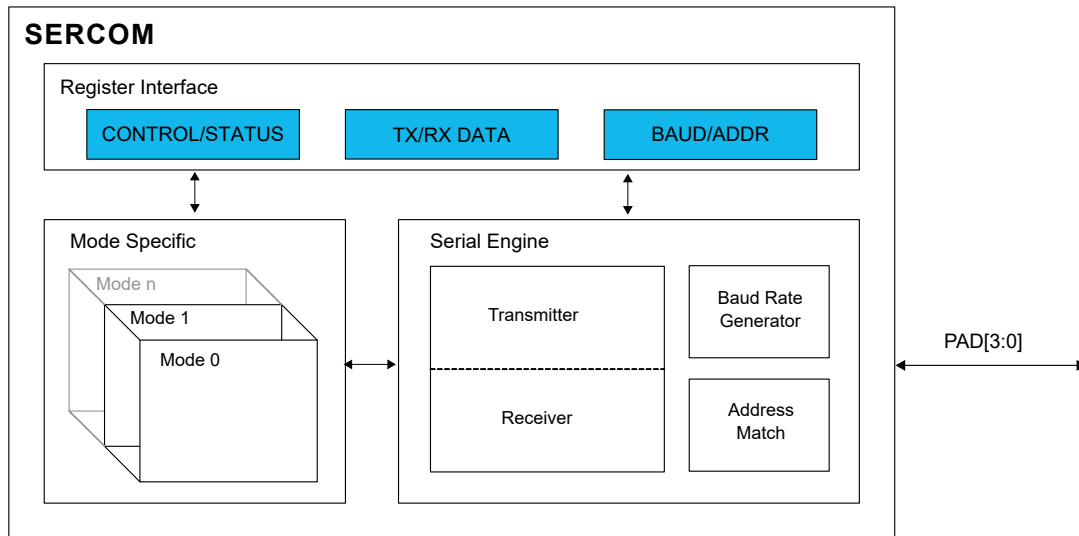 SERCOM
Register Interface
CONTROL/STATUS
TX/RX DATA
BAUD/ADDR
Mode Specific
Mode n
Mode 1
Mode 0
Serial Engine
Transmitter
Receiver
Baud Rate
Generator
Address
Match
PAD[3:0]